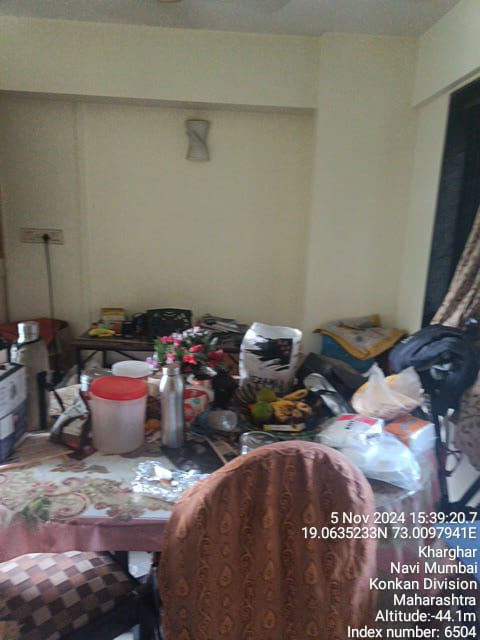 5 Nov 2024 15:39:20.7
19.0635233N 73.0097941E
Kharghar
Navi Mumbai
Konkan Division
Maharashtra
Altitude:-44.1m
Index number: 6504